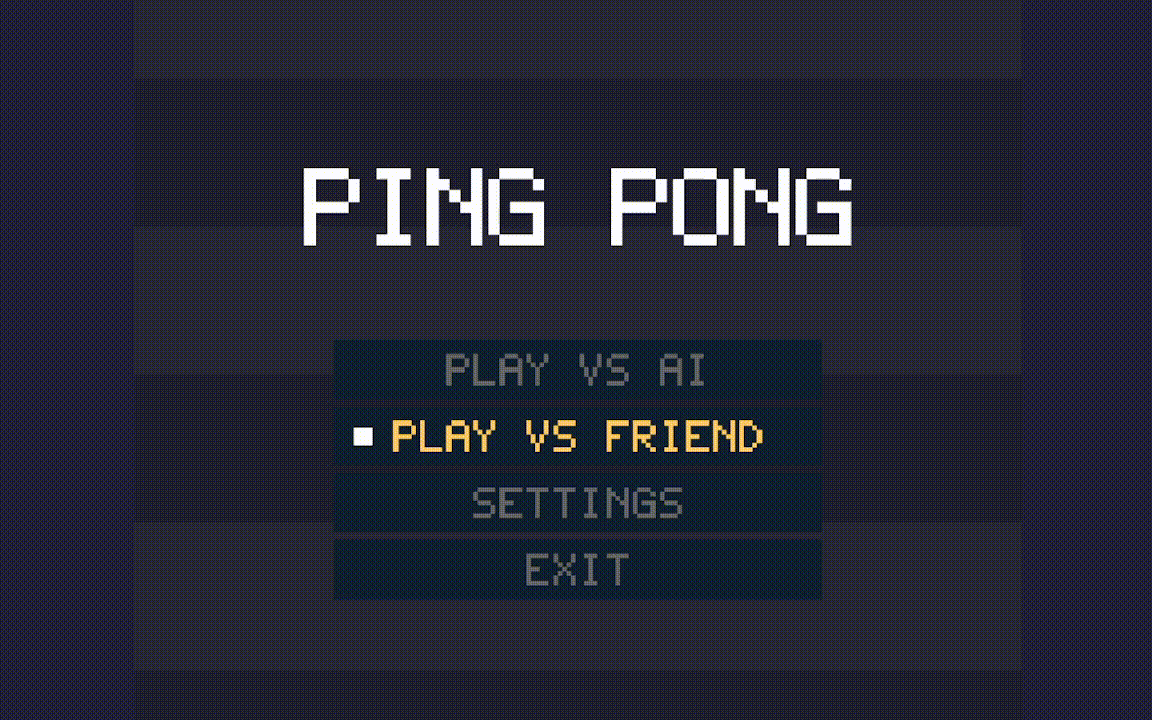 PING PONG
PLAY VS AI
PLAY VS FRIEND
SETTINGS
EXIT